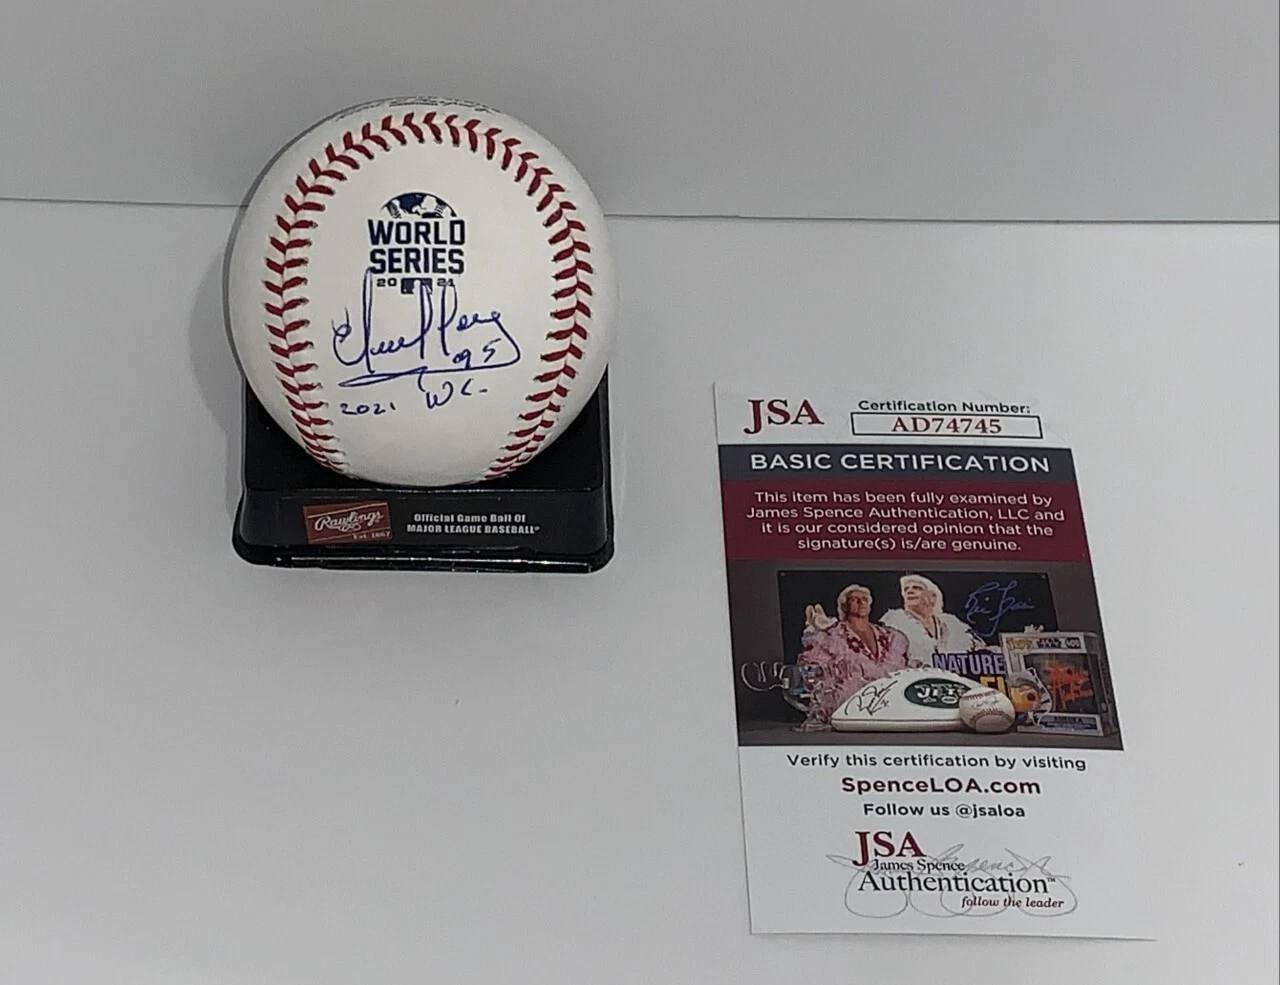 WORLD
SERIES
20 21
95
2021 WC
Rawlings
Est. 1887
Official Game Ball Of
MAJOR LEAGUE BASEBALL®
JSA
Certification Number:
AD74745
BASIC CERTIFICATION
This item has been fully examined by
James Spence Authentication, LLC and
it is our considered opinion that the
signature(s) is/are genuine.
NATURE
JETS
Verify this certification by visiting
SpenceLOA.com
Follow us @jsaloa
JSA
James Spence
Authentication™
follow the leader